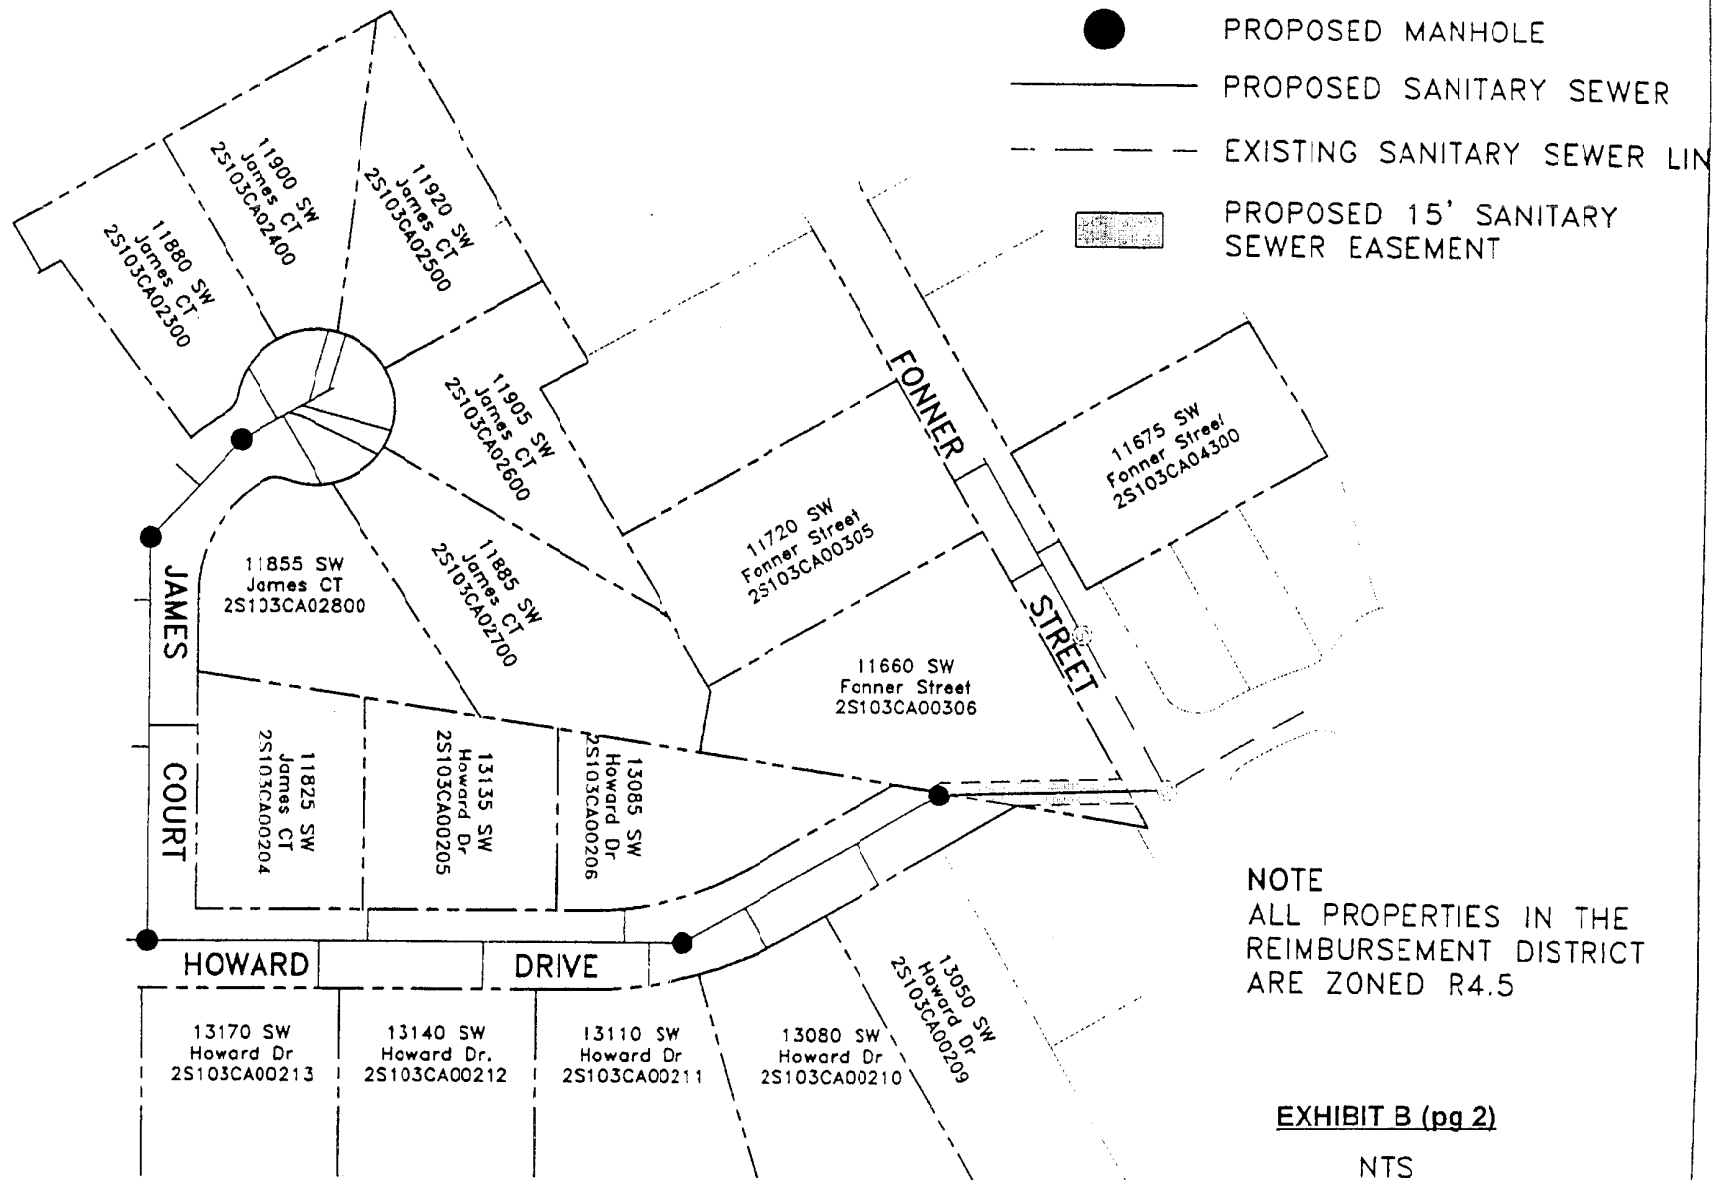 PROPOSED MANHOLE
PROPOSED SANITARY SEWER
EXISTING SANITARY SEWER LIN
PROPOSED 15' SANITARY
SEWER EASEMENT
11900 SW
James CT
2S103CA02400
11920 SW
James CT
2S103CA02500
11880 SW
James CT
2S103CA02300
11905 SW
James CT
2S103CA02600
FONNER
STREET
11675 SW
Fonner Street
2S103CA04300
11720 SW
Fonner Street
2S103CA00305
11855 SW
James CT
2S103CA02800
11885 SW
James CT
2S103CA02700
11660 SW
Fonner Street
2S103CA00306
JAMES
COURT
11825 SW
James CT
2S103CA00204
13135 SW
Howard Dr
2S103CA00205
13085 SW
Howard Dr
2S103CA00206
HOWARD DRIVE
13170 SW
Howard Dr
2S103CA00213
13140 SW
Howard Dr.
2S103CA00212
13110 SW
Howard Dr
2S103CA00211
13080 SW
Howard Dr
2S103CA00210
13050 SW
Howard Dr
2S103CA00209
NOTE
ALL PROPERTIES IN THE
REIMBURSEMENT DISTRICT
ARE ZONED R4.5
EXHIBIT B (pg 2)
NTS